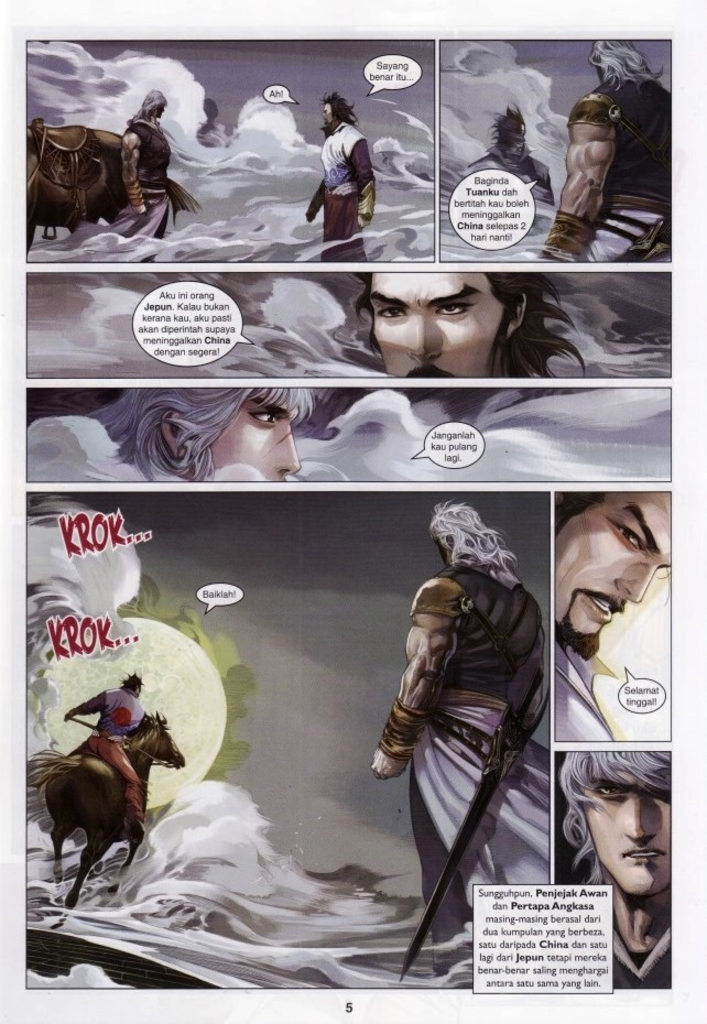 Ah!
Sayang
benar itu...
Baginda
Tuanku dah
bertitah kau boleh
meninggalkan
China selepas 2
hari nanti!
Aku ini orang
Jepun. Kalau bukan
kerana kau, aku pasti
akan diperintah supaya
meninggalkan China
dengan segera!
Janganlah
kau pulang
lagi.
KROK...
KROK...
Baiklah!
Selamat
tinggal!
Sungguhpun, Penjejak Awan
dan Pertapa Angkasa
masing-masing berasal dari
dua kumpulan yang berbeza,
satu daripada China dan satu
lagi dari Jepun tetapi mereka
benar-benar saling menghargai
antara satu sama yang lain.
5